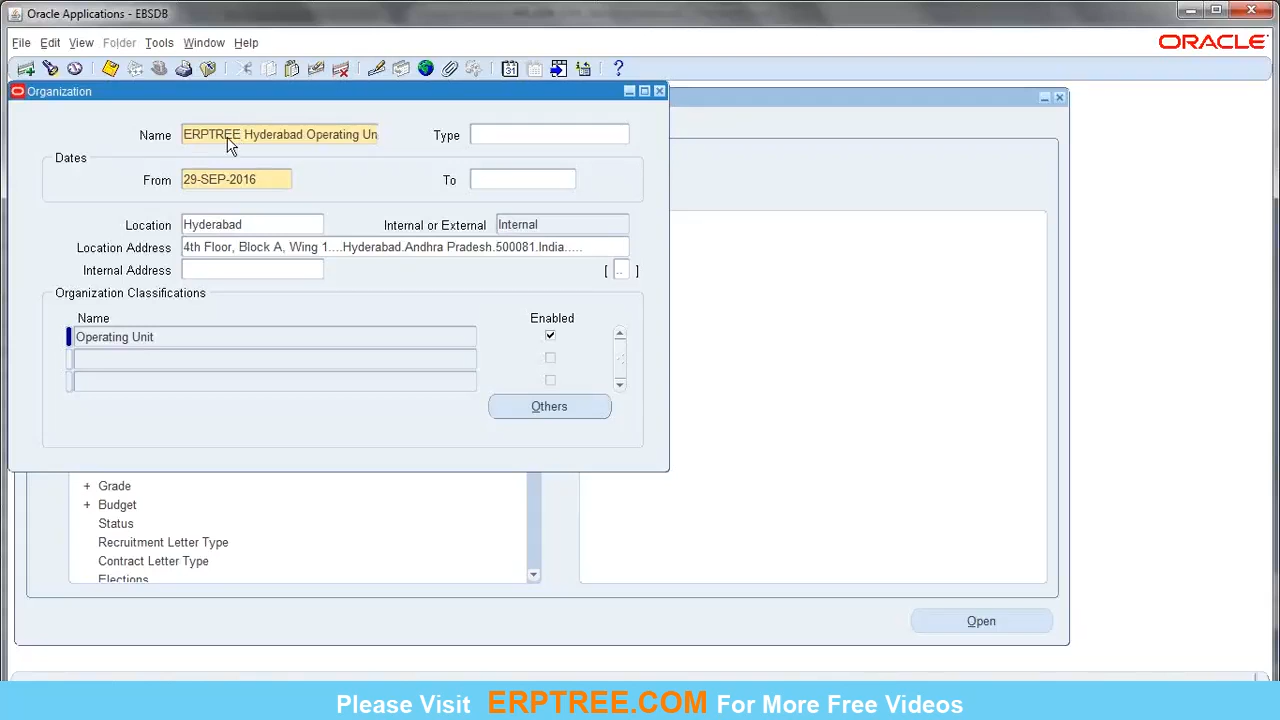 Oracle Applications - EBSDB
File Edit View Folder Tools Window Help
ORACLE
Organization
Name ERPTREE Hyderabad Operating Un Type
Dates
From 29-SEP-2016 To
Location Hyderabad Internal or External Internal
Location Address 4th Floor, Block A, Wing 1....Hyderabad.Andhra Pradesh.500081.India.....
Internal Address [ .. ]
Organization Classifications
Name Enabled
Operating Unit
Others
+ Grade
+ Budget
Status
Recruitment Letter Type
Contract Letter Type
Elections
Open
Please Visit ERPTREE.COM For More Free Videos